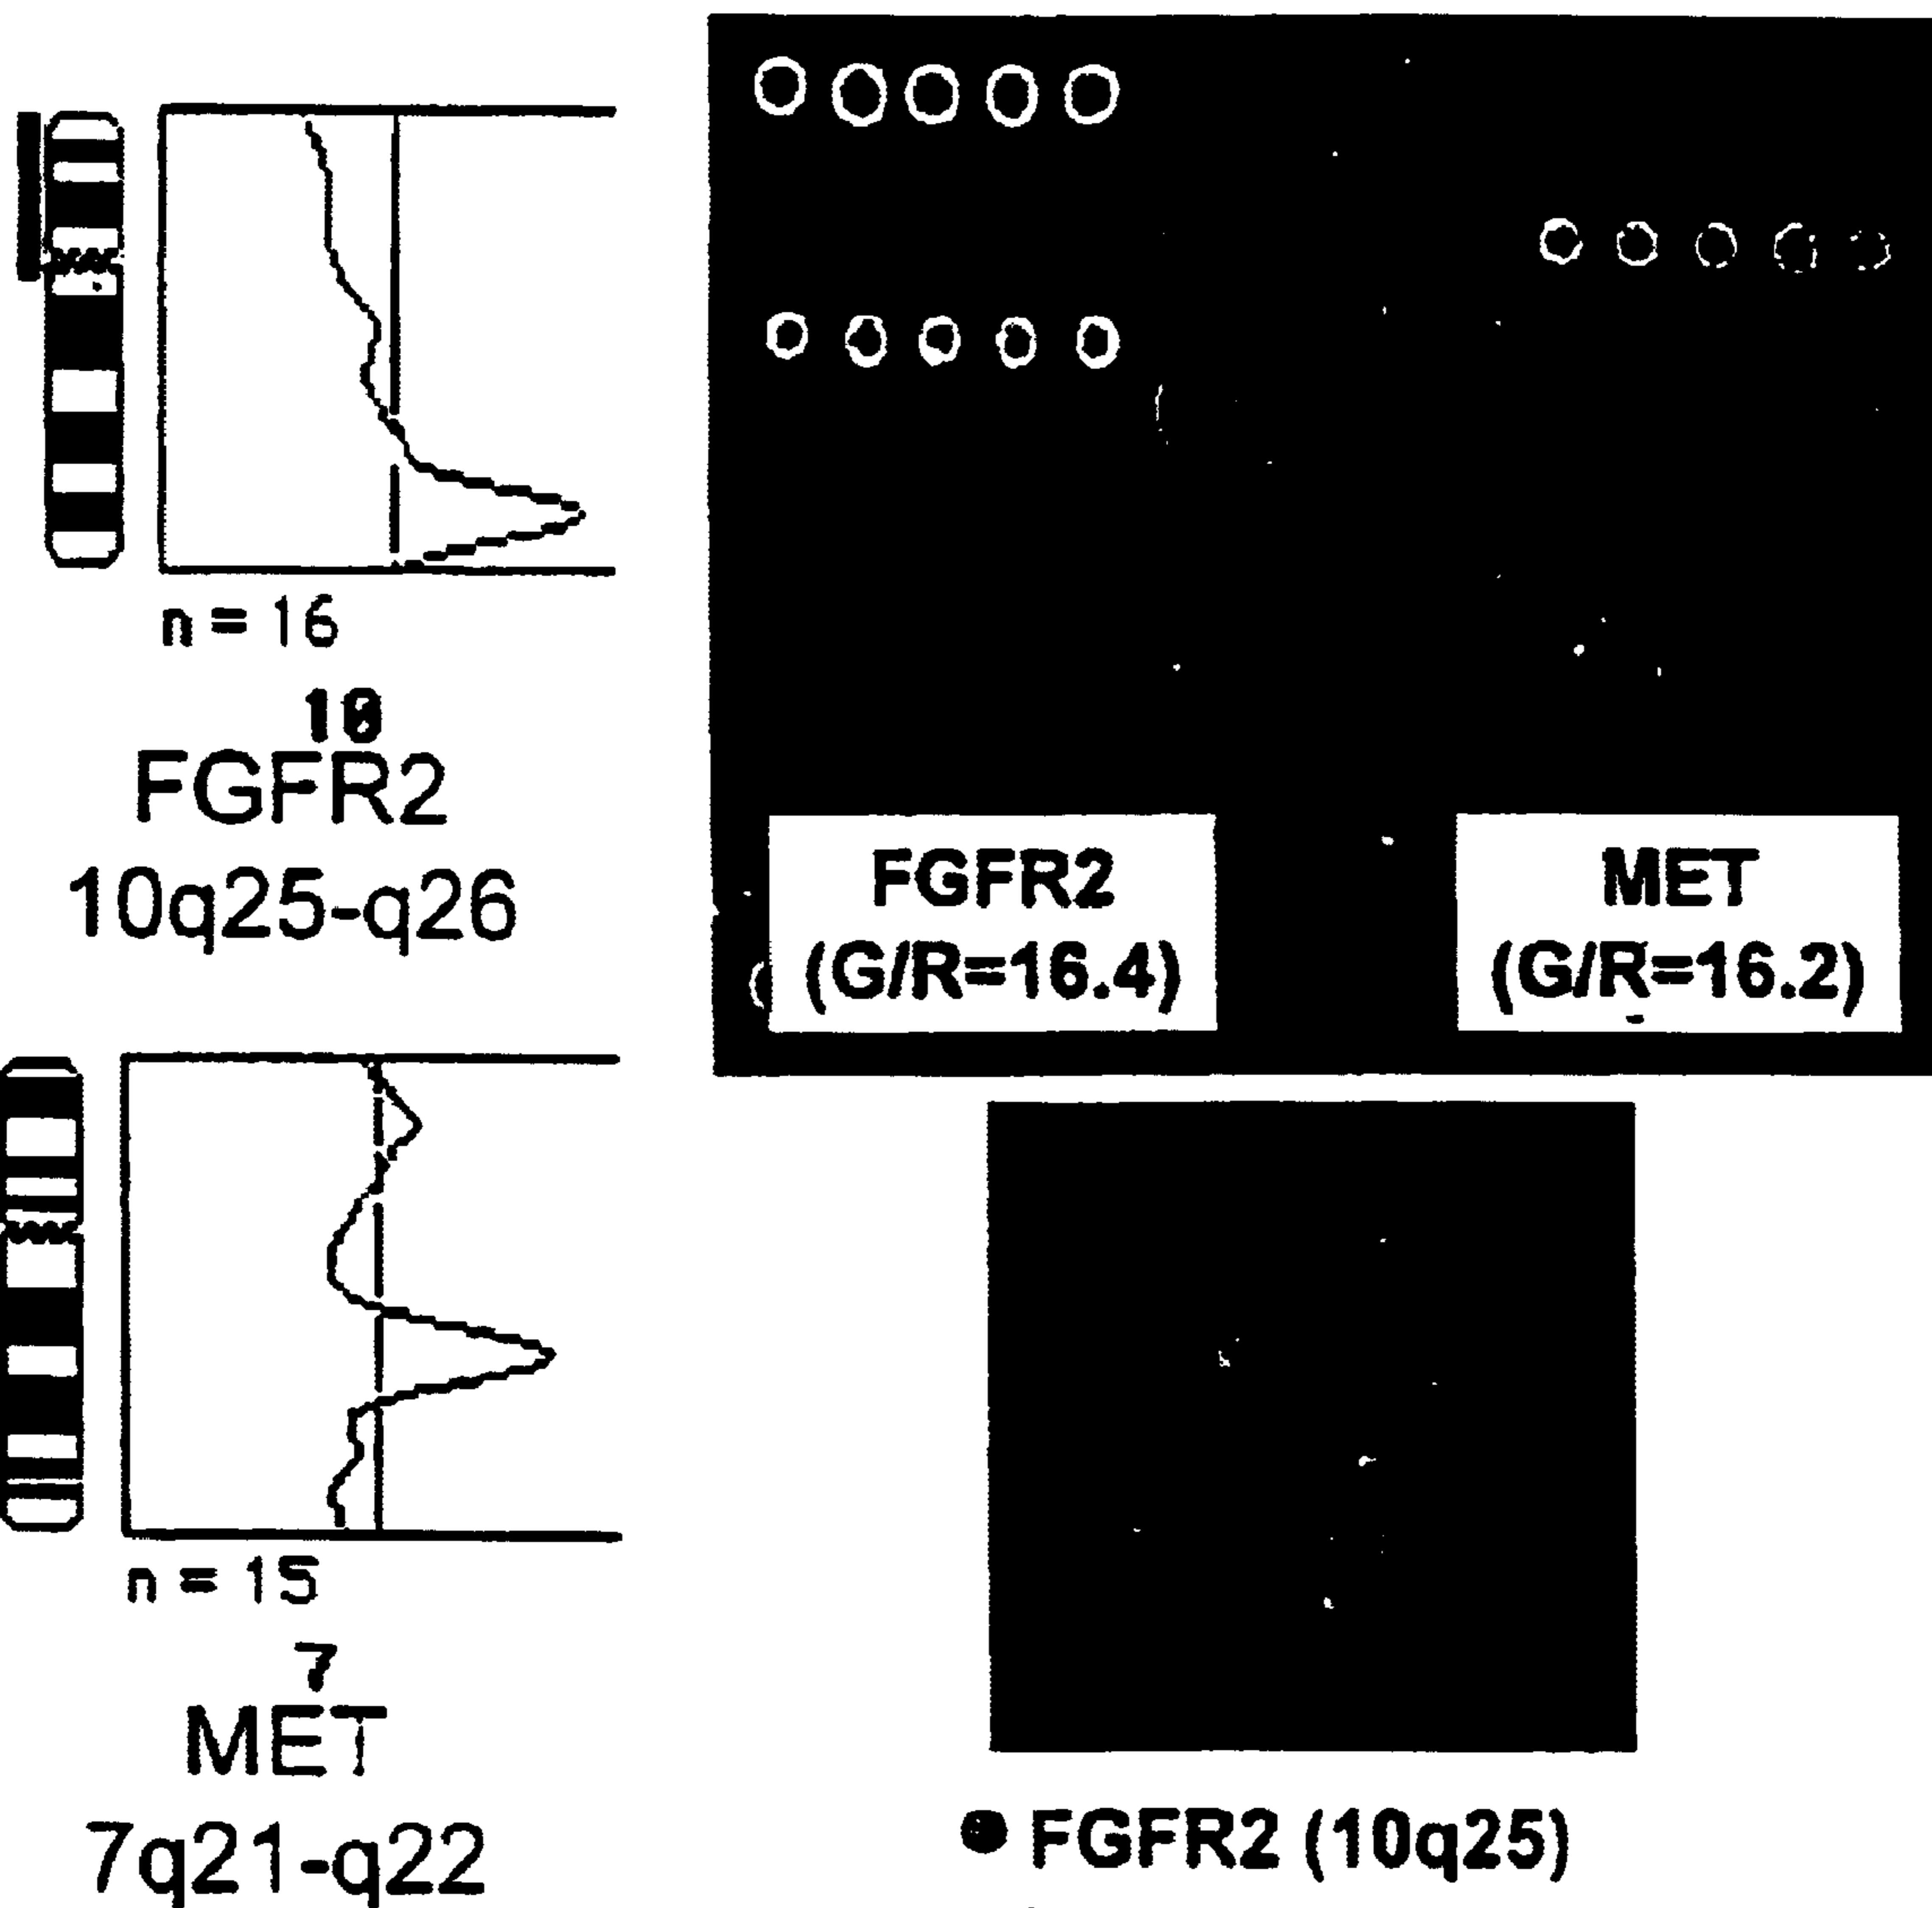 n=16
10
FGFR2
10q25-q26
FGFR2
(G/R=16.4)
MET
(G/R=16.2)
n=15
7
MET
7q21-q22
FGFR2 (10q25)